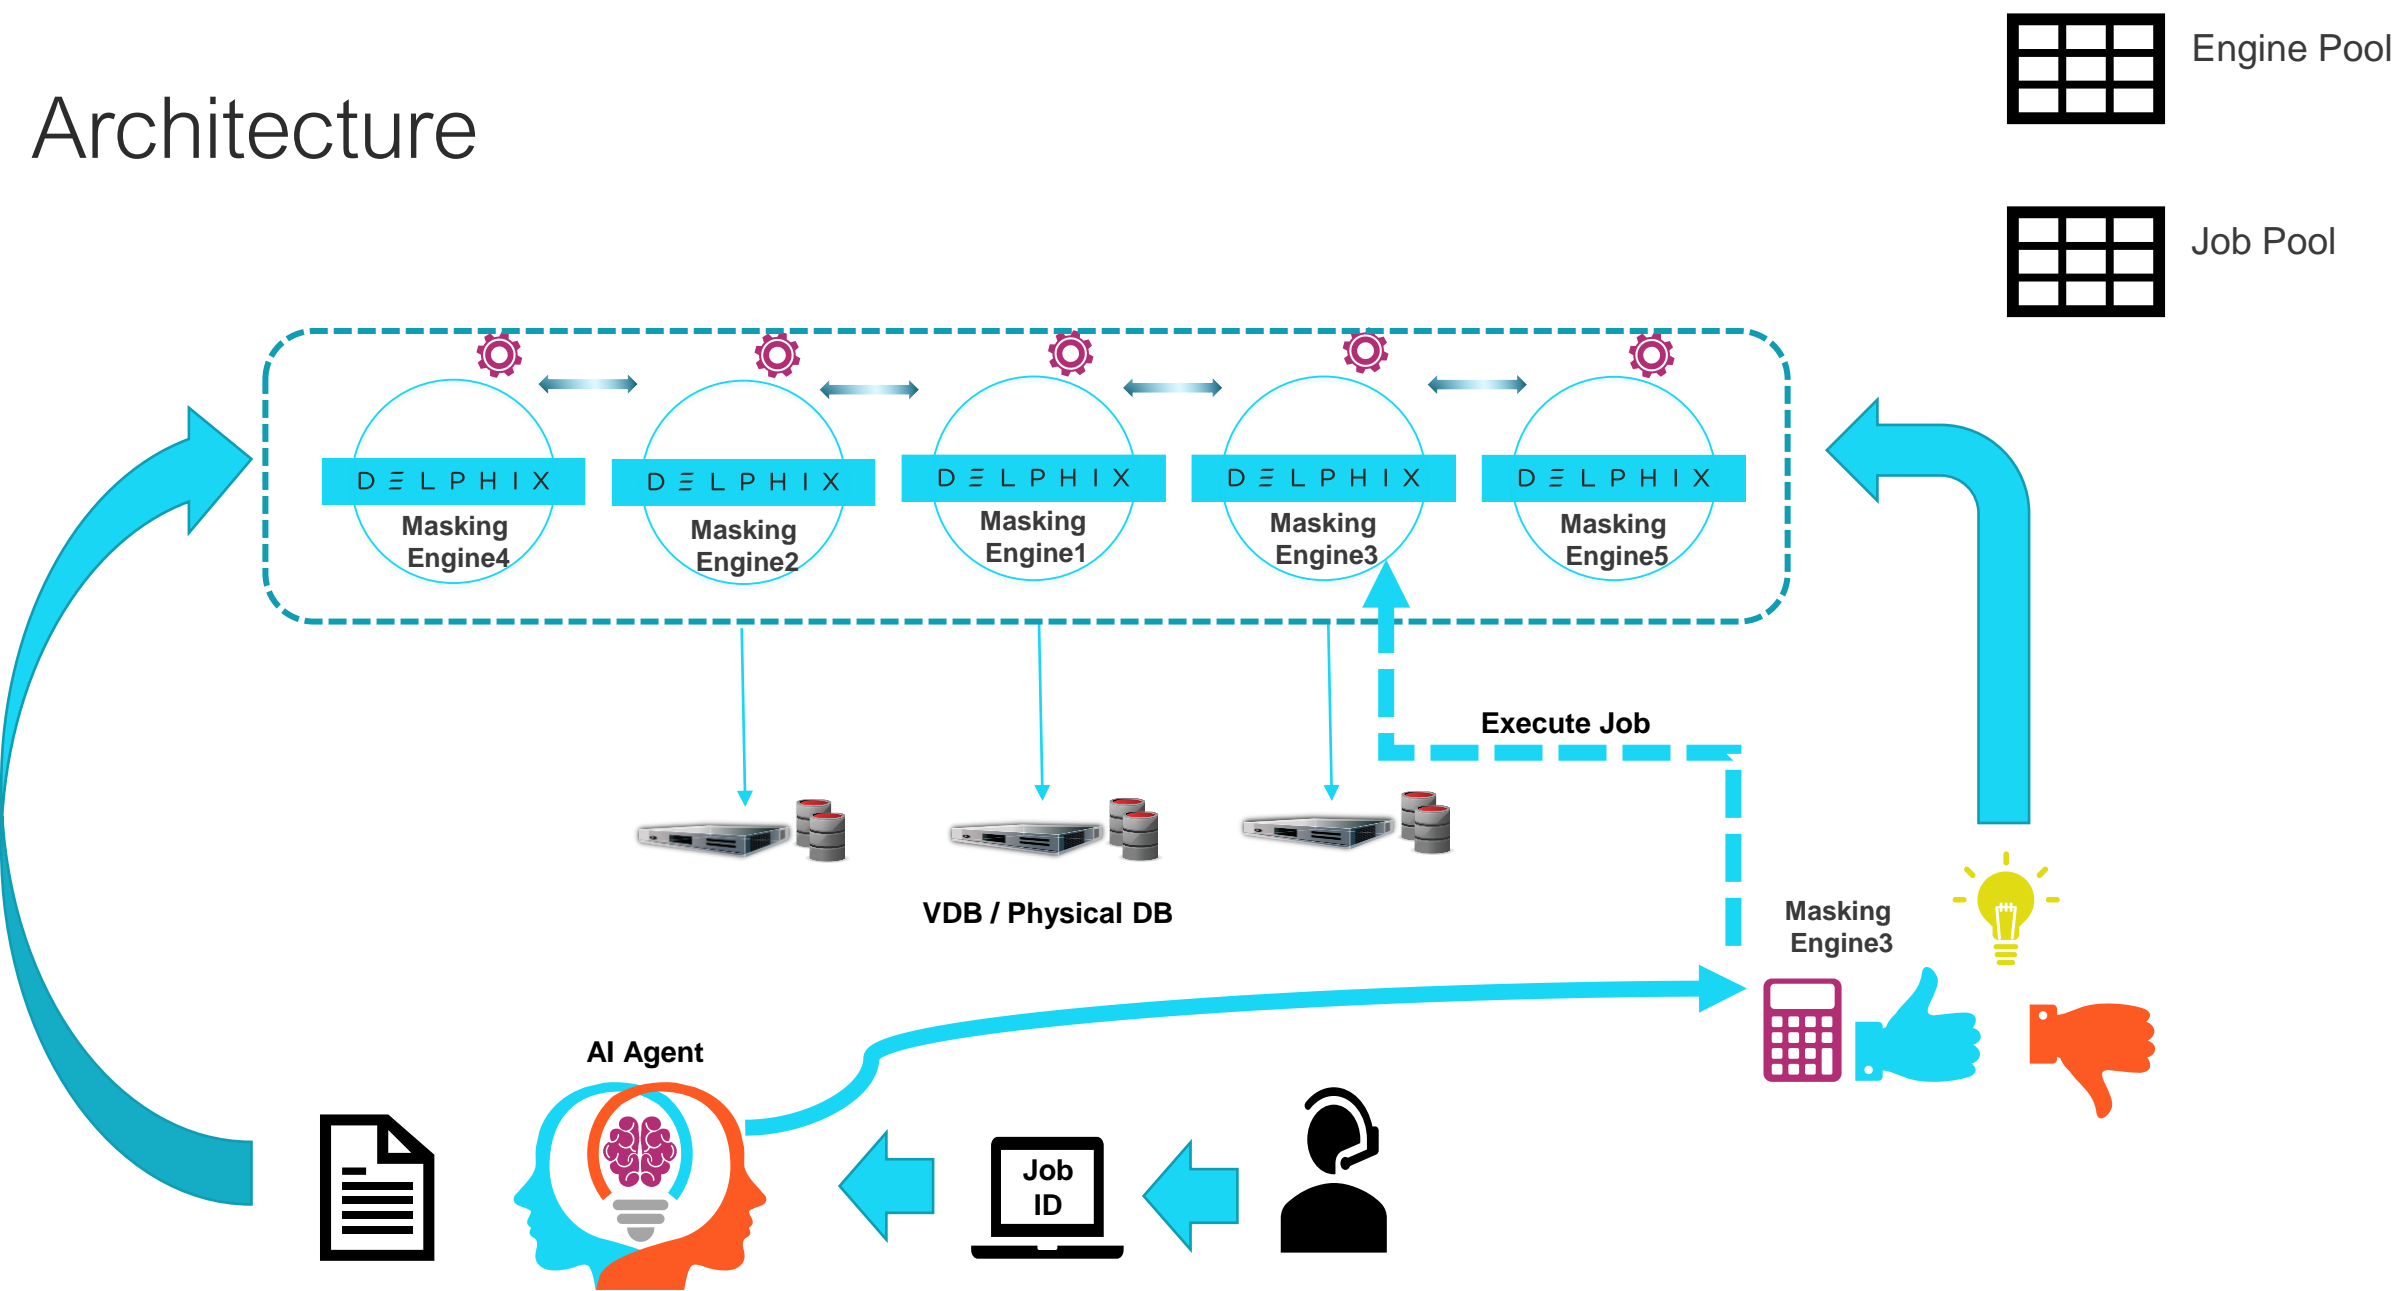 Engine Pool
Architecture
Job Pool
DELPHIX
Masking
Engine4
DELPHIX
Masking
Engine2
DELPHIX
Masking
Engine1
DELPHIX
Masking
Engine3
DELPHIX
Masking
Engine5
Execute Job
VDB / Physical DB
Masking
Engine3
AI Agent
Job
ID